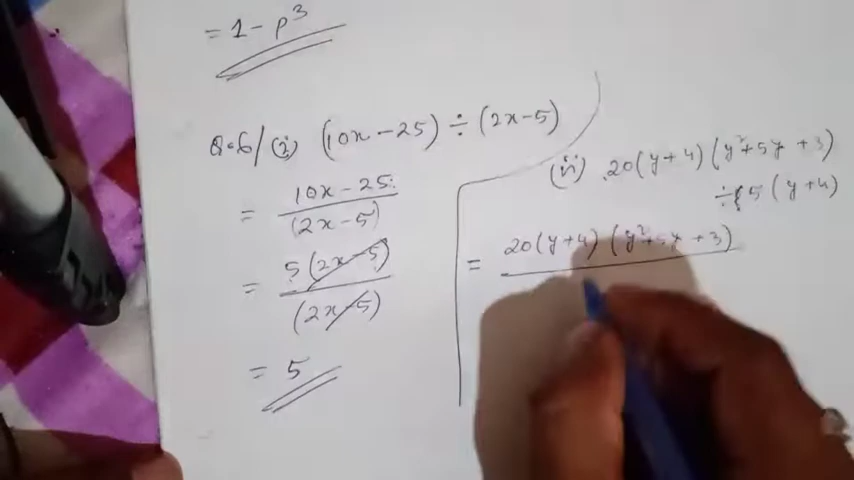 = 1 - p³
Q.6/ (i) (10x - 25) ÷ (2x - 5)
= 10x - 25
(2x - 5)
= 5(2x - 5)
(2x - 5)
= 5
(ii) 20(y + 4) (y² + 5y + 3)
÷ 5(y + 4)
= 20(y + 4) (y² + 5y + 3)